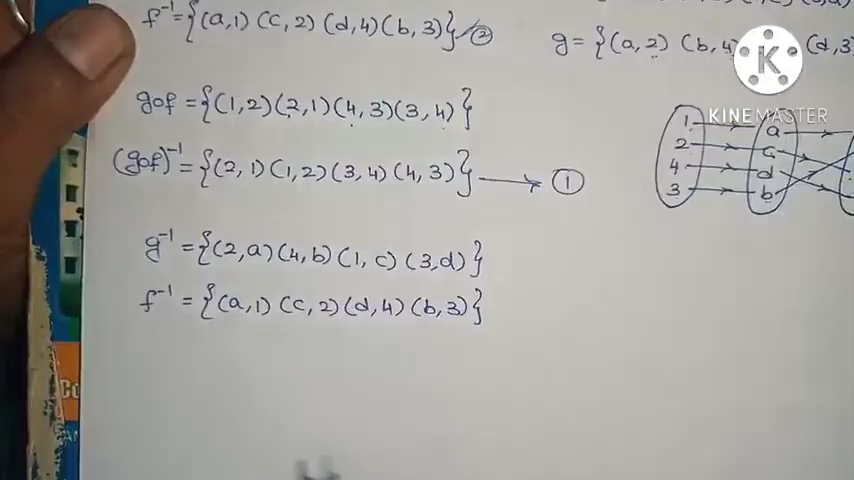 f⁻¹ = {(a,1) (c,2) (d,4) (b,3)} ②
g = {(a,2) (b,4) (d,3
KINEMASTER
gof = {(1,2) (2,1) (4,3) (3,4)}
(gof)⁻¹ = {(2,1) (1,2) (3,4) (4,3)} → ①
1 → a →
2 → c
4 → d
3 → b
g⁻¹ = {(2,a) (4,b) (1,c) (3,d)}
f⁻¹ = {(a,1) (c,2) (d,4) (b,3)}